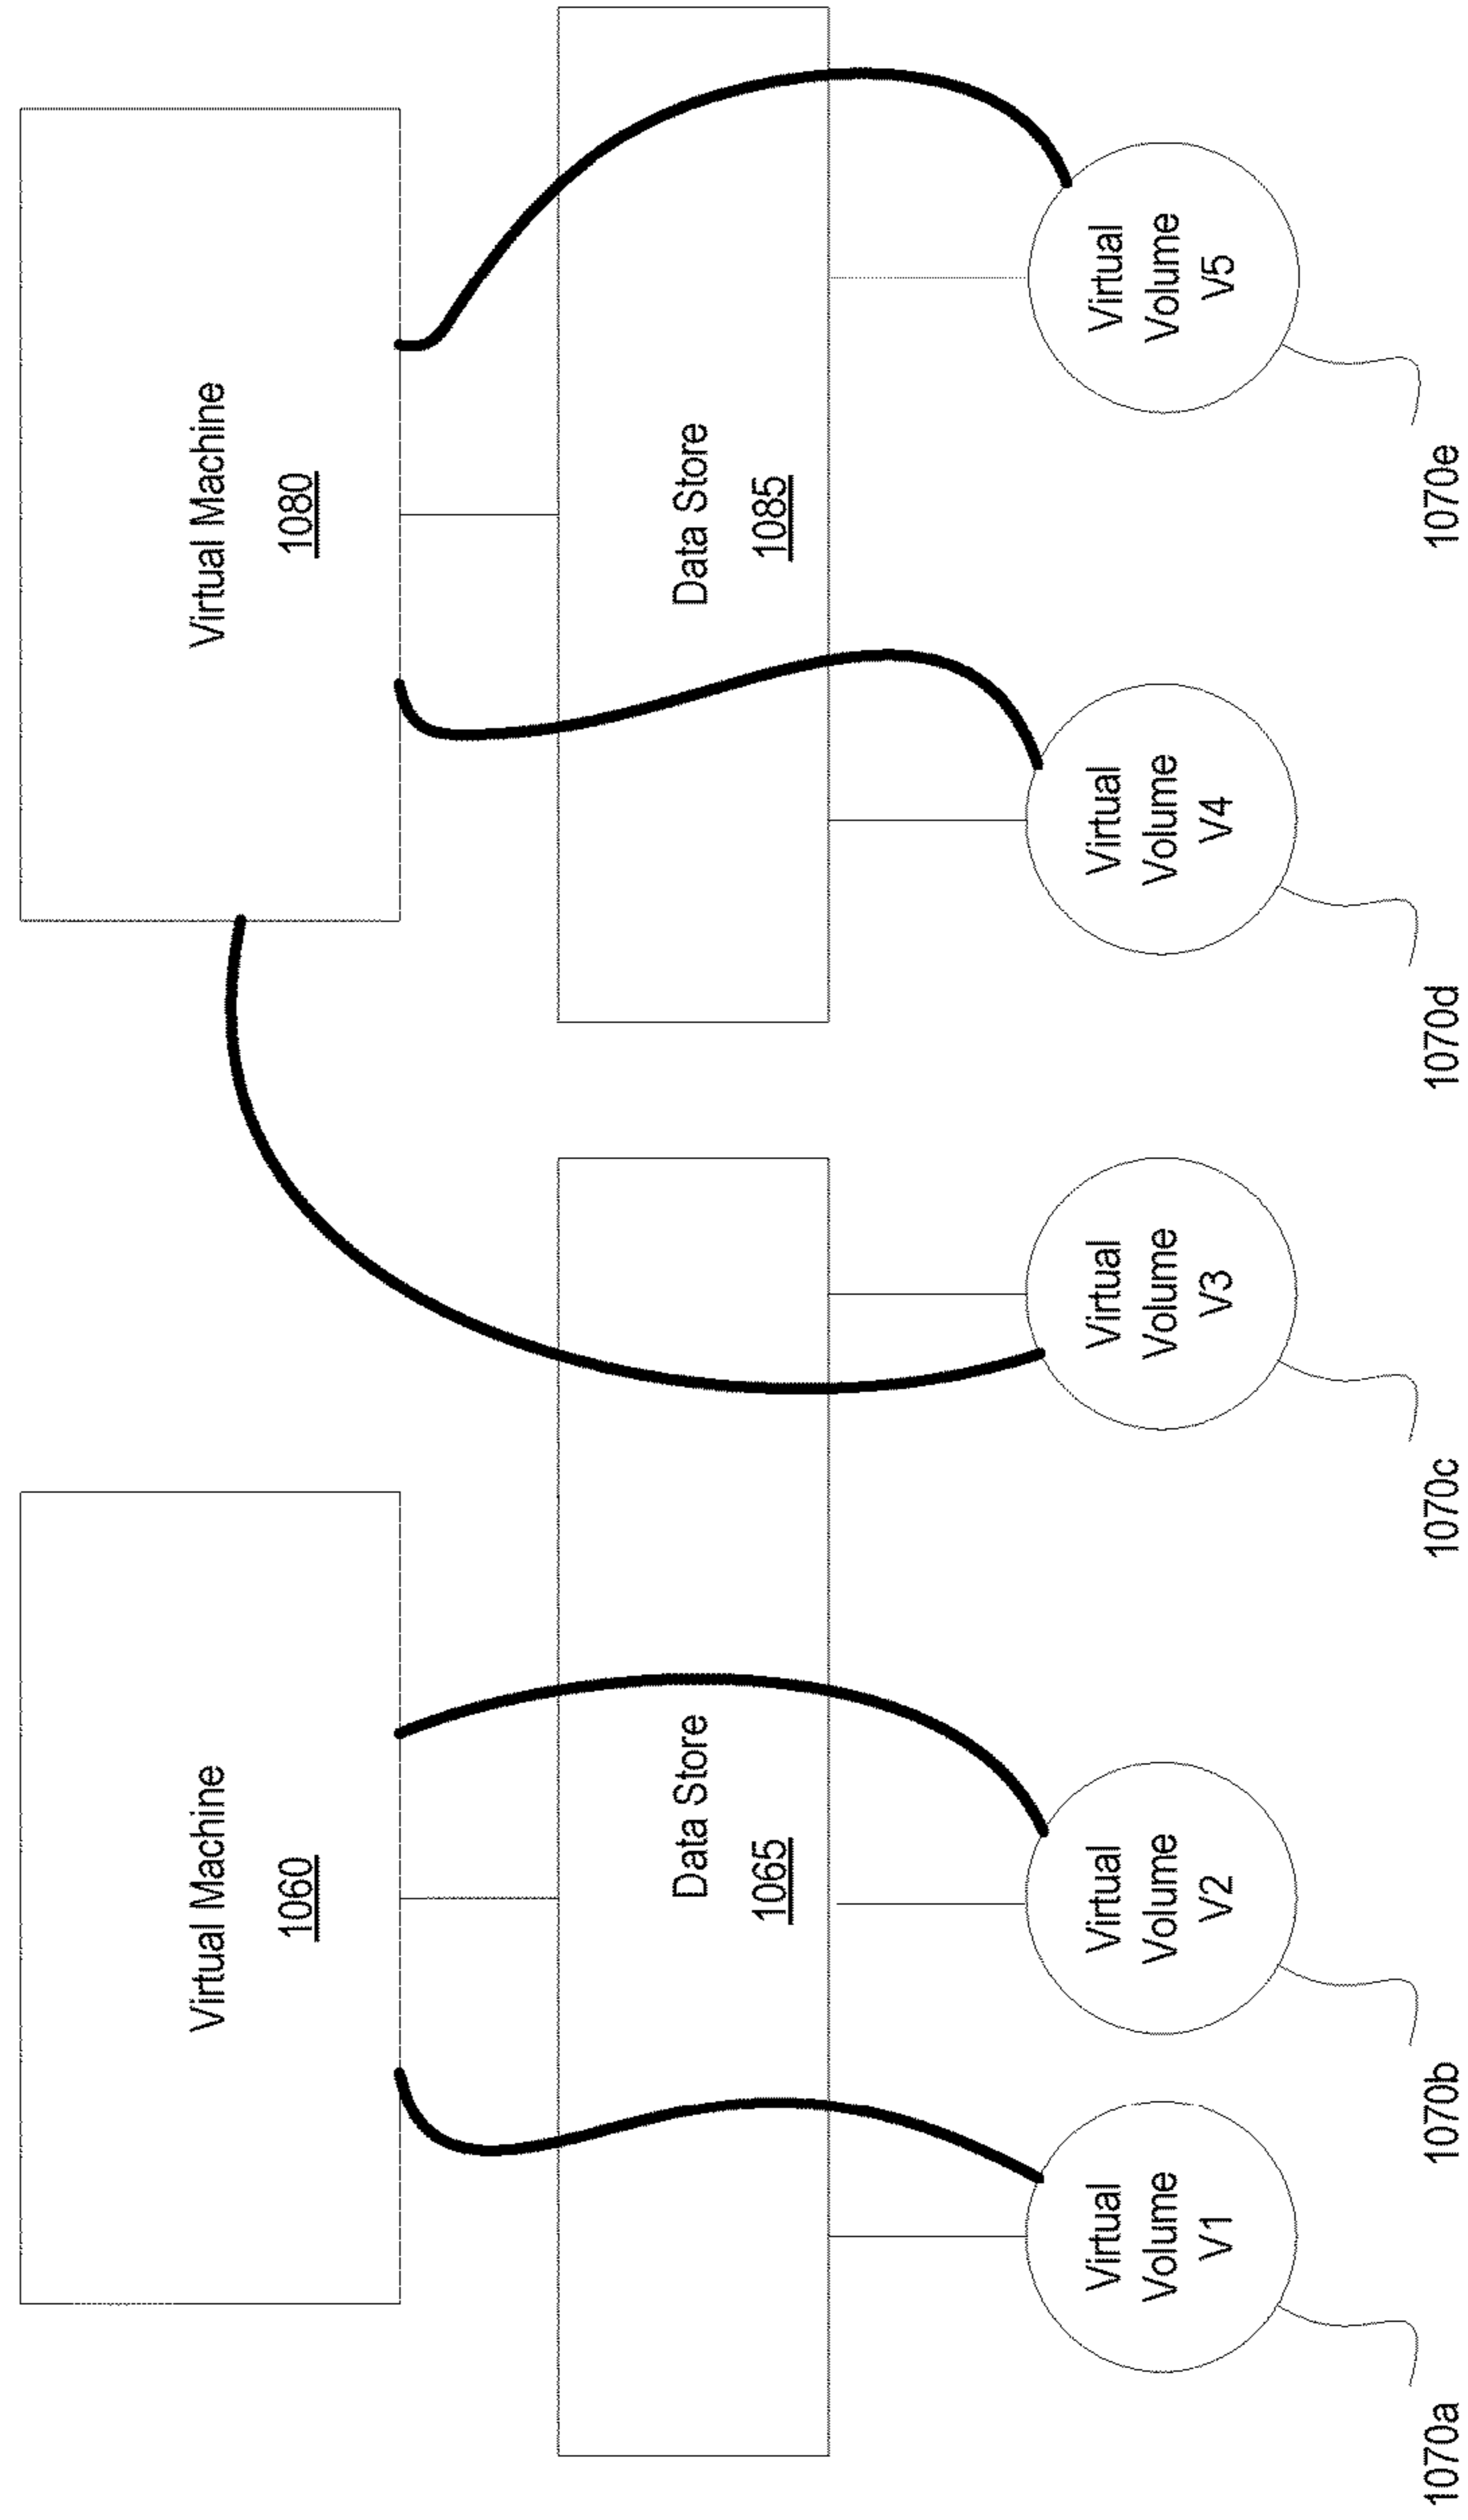 Virtual Machine
1060
Virtual Machine
1080
Data Store
1065
Data Store
1085
Virtual
Volume
V1
Virtual
Volume
V2
Virtual
Volume
V3
Virtual
Volume
V4
Virtual
Volume
V5
1070a
1070b
1070c
1070d
1070e